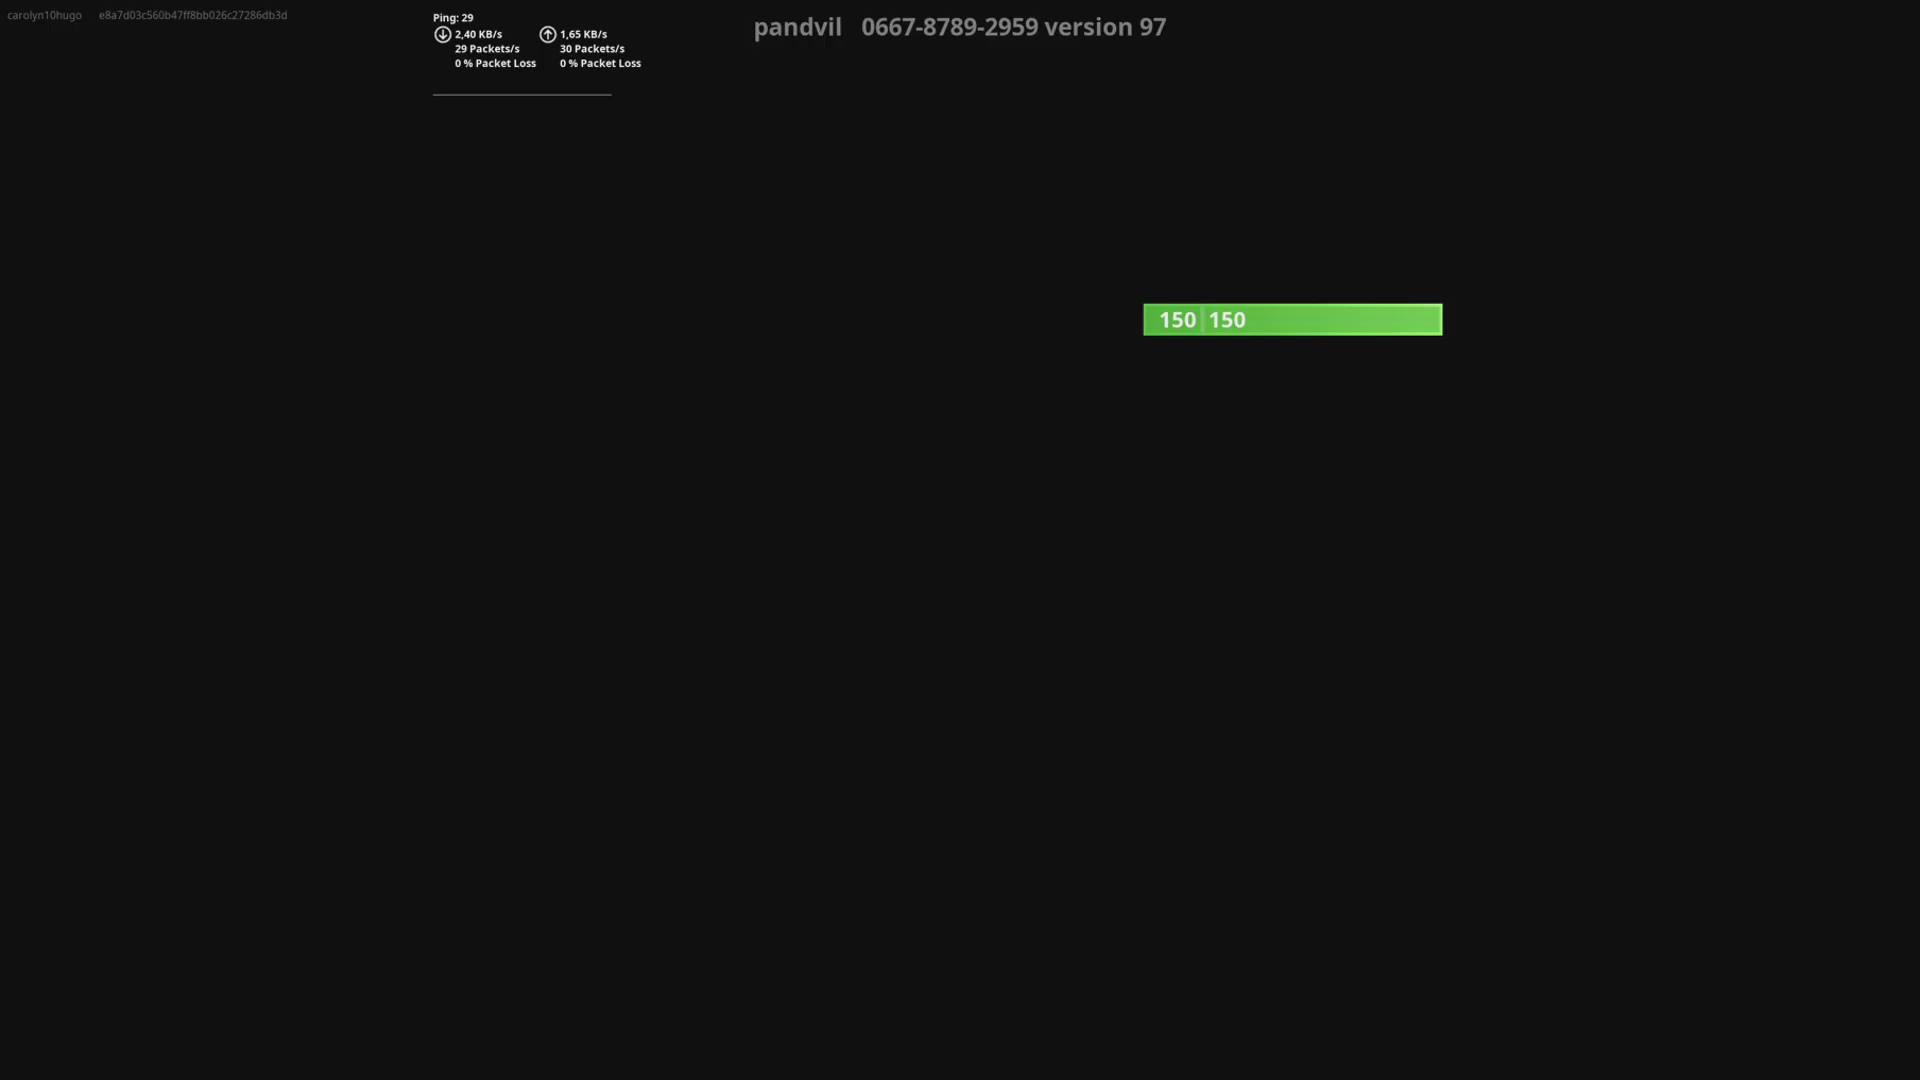 carolyn10hugo e8a7d03c560b47ff8bb026c27286db3d
Ping: 29
2,40 KB/s 1,65 KB/s
29 Packets/s 30 Packets/s
0 % Packet Loss 0 % Packet Loss
pandvil 0667-8789-2959 version 97
150 150